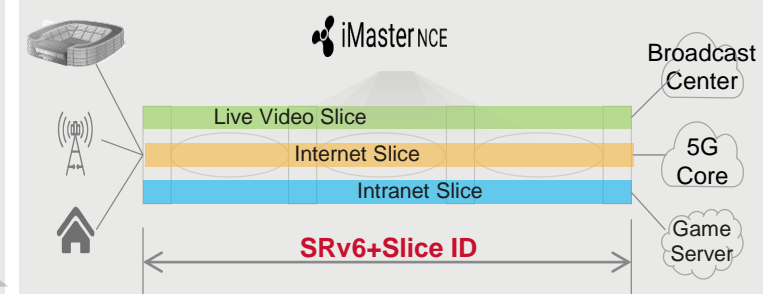 iMaster NCE
Broadcast
Center
Live Video Slice
Internet Slice
5G
Core
Intranet Slice
Game
Server
SRv6+Slice ID